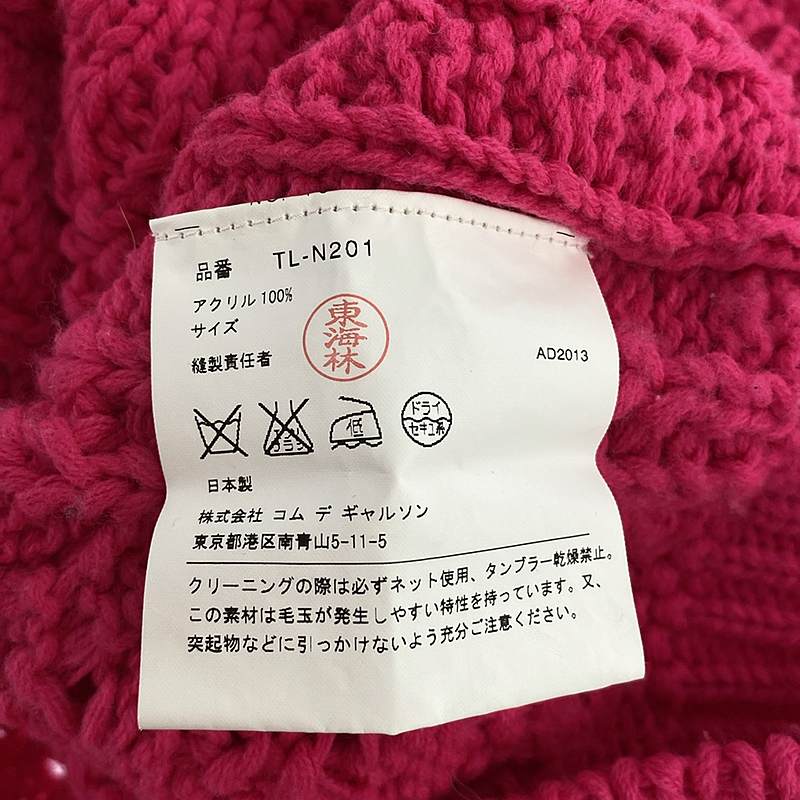 品番 TL-N201
アクリル 100%
サイズ
縫製責任者
東海林
AD2013
低
ドライ
セキユ系
日本製
株式会社 コム デ ギャルソン
東京都港区南青山5-11-5
クリーニングの際は必ずネット使用、タンブラー乾燥禁止。
この素材は毛玉が発生しやすい特性を持っています。又、
突起物などに引っかけないよう充分ご注意ください。